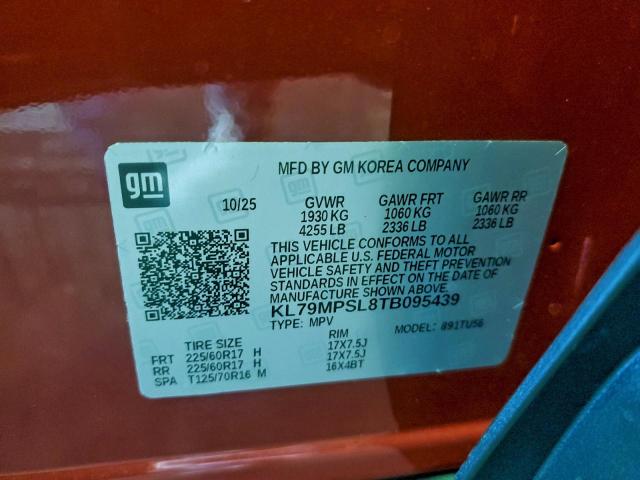 gm
MFD BY GM KOREA COMPANY
10/25 GVWR GAWR FRT GAWR RR
1930 KG 1060 KG 1060 KG
4255 LB 2336 LB 2336 LB
THIS VEHICLE CONFORMS TO ALL
APPLICABLE U.S. FEDERAL MOTOR
VEHICLE SAFETY AND THEFT PREVENTION
STANDARDS IN EFFECT ON THE DATE OF
MANUFACTURE SHOWN ABOVE.
KL79MPSL8TB095439
TYPE: MPV MODEL: 891TU56
TIRE SIZE RIM
FRT 225/60R17 H 17X7.5J
RR 225/60R17 H 17X7.5J
SPA T125/70R16 M 16X4BT